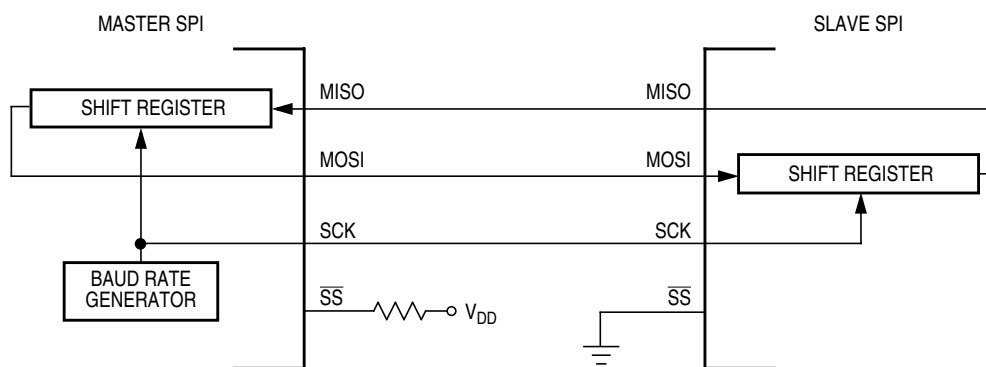 MASTER SPI
SLAVE SPI
SHIFT REGISTER
MISO
MISO
MOSI
MOSI
SHIFT REGISTER
SCK
SCK
BAUD RATE
GENERATOR
SS
VDD
SS